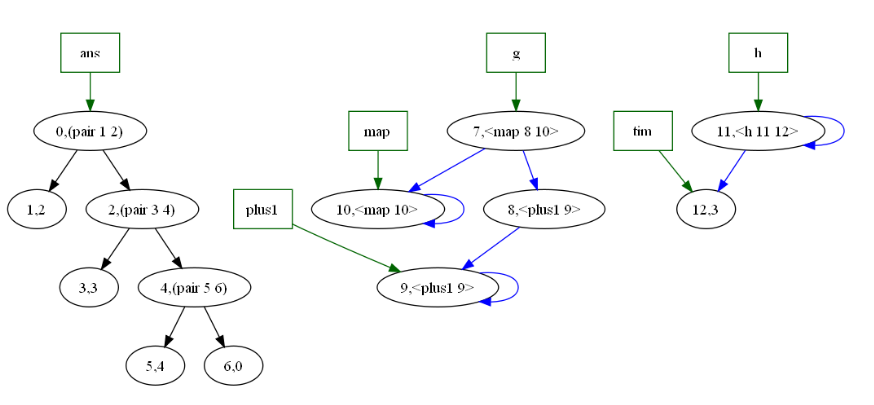 ans
g
h
0,(pair 1 2)
map
7,<map 8 10>
tim
11,<h 11 12>
1,2
2,(pair 3 4)
plus1
10,<map 10>
8,<plus1 9>
12,3
3,3
4,(pair 5 6)
9,<plus1 9>
5,4
6,0